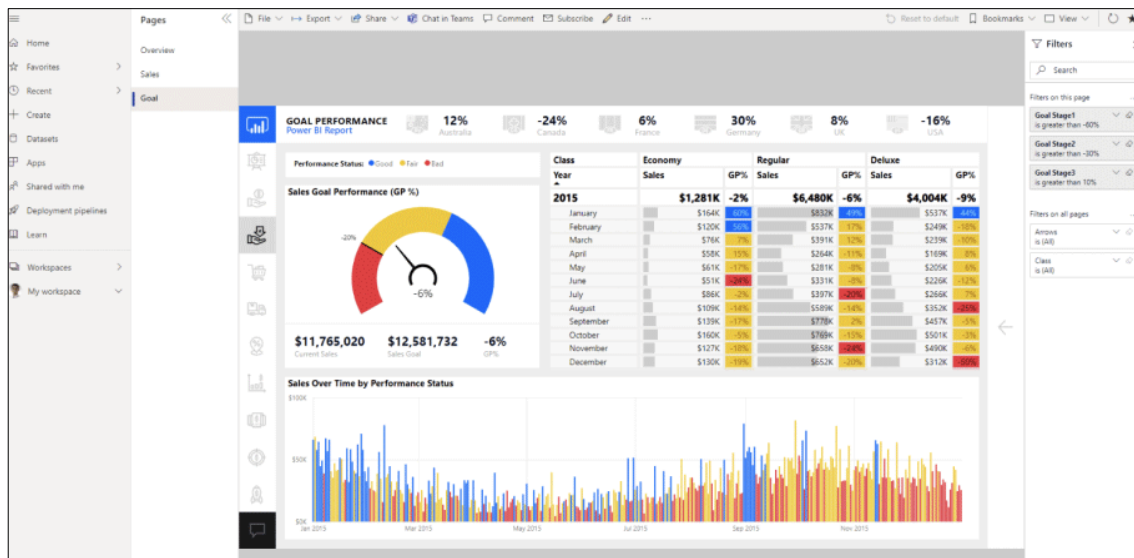 Pages
File Export Share Chat in Teams Comment Subscribe Edit ...
Reset to default Bookmarks View
Home
Favorites
Recent
Create
Datasets
Apps
Shared with me
Deployment pipelines
Learn
Workspaces
My workspace
Overview
Sales
Goal
GOAL PERFORMANCE
Power BI Report
12% -24% 6% 30% 8% -16%
Australia Canada France Germany UK USA
Performance Status: Good Fair Bad
Sales Goal Performance (GP %)
-20%
-6%
$11,765,020 $12,581,732 -6%
Current Sales Sales Goal GP%
Class Economy Regular Deluxe
Year Sales GP% Sales GP% Sales GP%
2015 $1,281K -2% $6,480K -6% $4,004K -9%
January $164K 60% $832K 49% $537K 44%
February $120K 56% $537K 17% $249K -18%
March $76K 7% $391K 12% $239K -10%
April $58K 15% $264K -11% $169K 8%
May $61K -17% $281K -8% $205K 6%
June $51K -24% $331K -8% $226K -12%
July $86K -2% $397K -20% $266K 7%
August $109K -14% $589K -14% $352K -25%
September $139K -17% $778K 2% $457K -5%
October $160K -5% $769K -15% $501K -3%
November $127K -18% $658K -24% $490K -6%
December $130K -19% $652K -20% $312K -50%
Sales Over Time by Performance Status
$100K
$50K
$0K
Jan 2015 Mar 2015 May 2015 Jul 2015 Sep 2015 Nov 2015
Filters
Search
Filters on this page
Goal Stage1
is greater than -60%
Goal Stage2
is greater than -30%
Goal Stage3
is greater than 10%
Filters on all pages
Arrows
is (All)
Class
is (All)